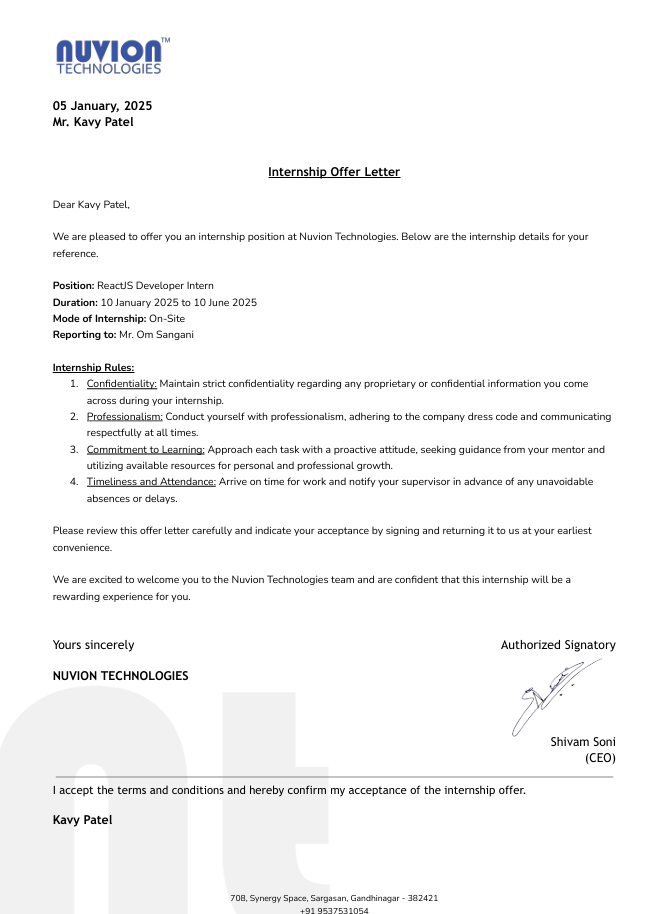 nuvion™
TECHNOLOGIES
05 January, 2025
Mr. Kavy Patel
Internship Offer Letter
Dear Kavy Patel,
We are pleased to offer you an internship position at Nuvion Technologies. Below are the internship details for your
reference.
Position: ReactJS Developer Intern
Duration: 10 January 2025 to 10 June 2025
Mode of Internship: On-Site
Reporting to: Mr. Om Sangani
Internship Rules:
1. Confidentiality: Maintain strict confidentiality regarding any proprietary or confidential information you come
across during your internship.
2. Professionalism: Conduct yourself with professionalism, adhering to the company dress code and communicating
respectfully at all times.
3. Commitment to Learning: Approach each task with a proactive attitude, seeking guidance from your mentor and
utilizing available resources for personal and professional growth.
4. Timeliness and Attendance: Arrive on time for work and notify your supervisor in advance of any unavoidable
absences or delays.
Please review this offer letter carefully and indicate your acceptance by signing and returning it to us at your earliest
convenience.
We are excited to welcome you to the Nuvion Technologies team and are confident that this internship will be a
rewarding experience for you.
Yours sincerely
Authorized Signatory
NUVION TECHNOLOGIES
Shivam Soni
(CEO)
I accept the terms and conditions and hereby confirm my acceptance of the internship offer.
Kavy Patel
nt
708, Synergy Space, Sargasan, Gandhinagar - 382421
+91 9537531054